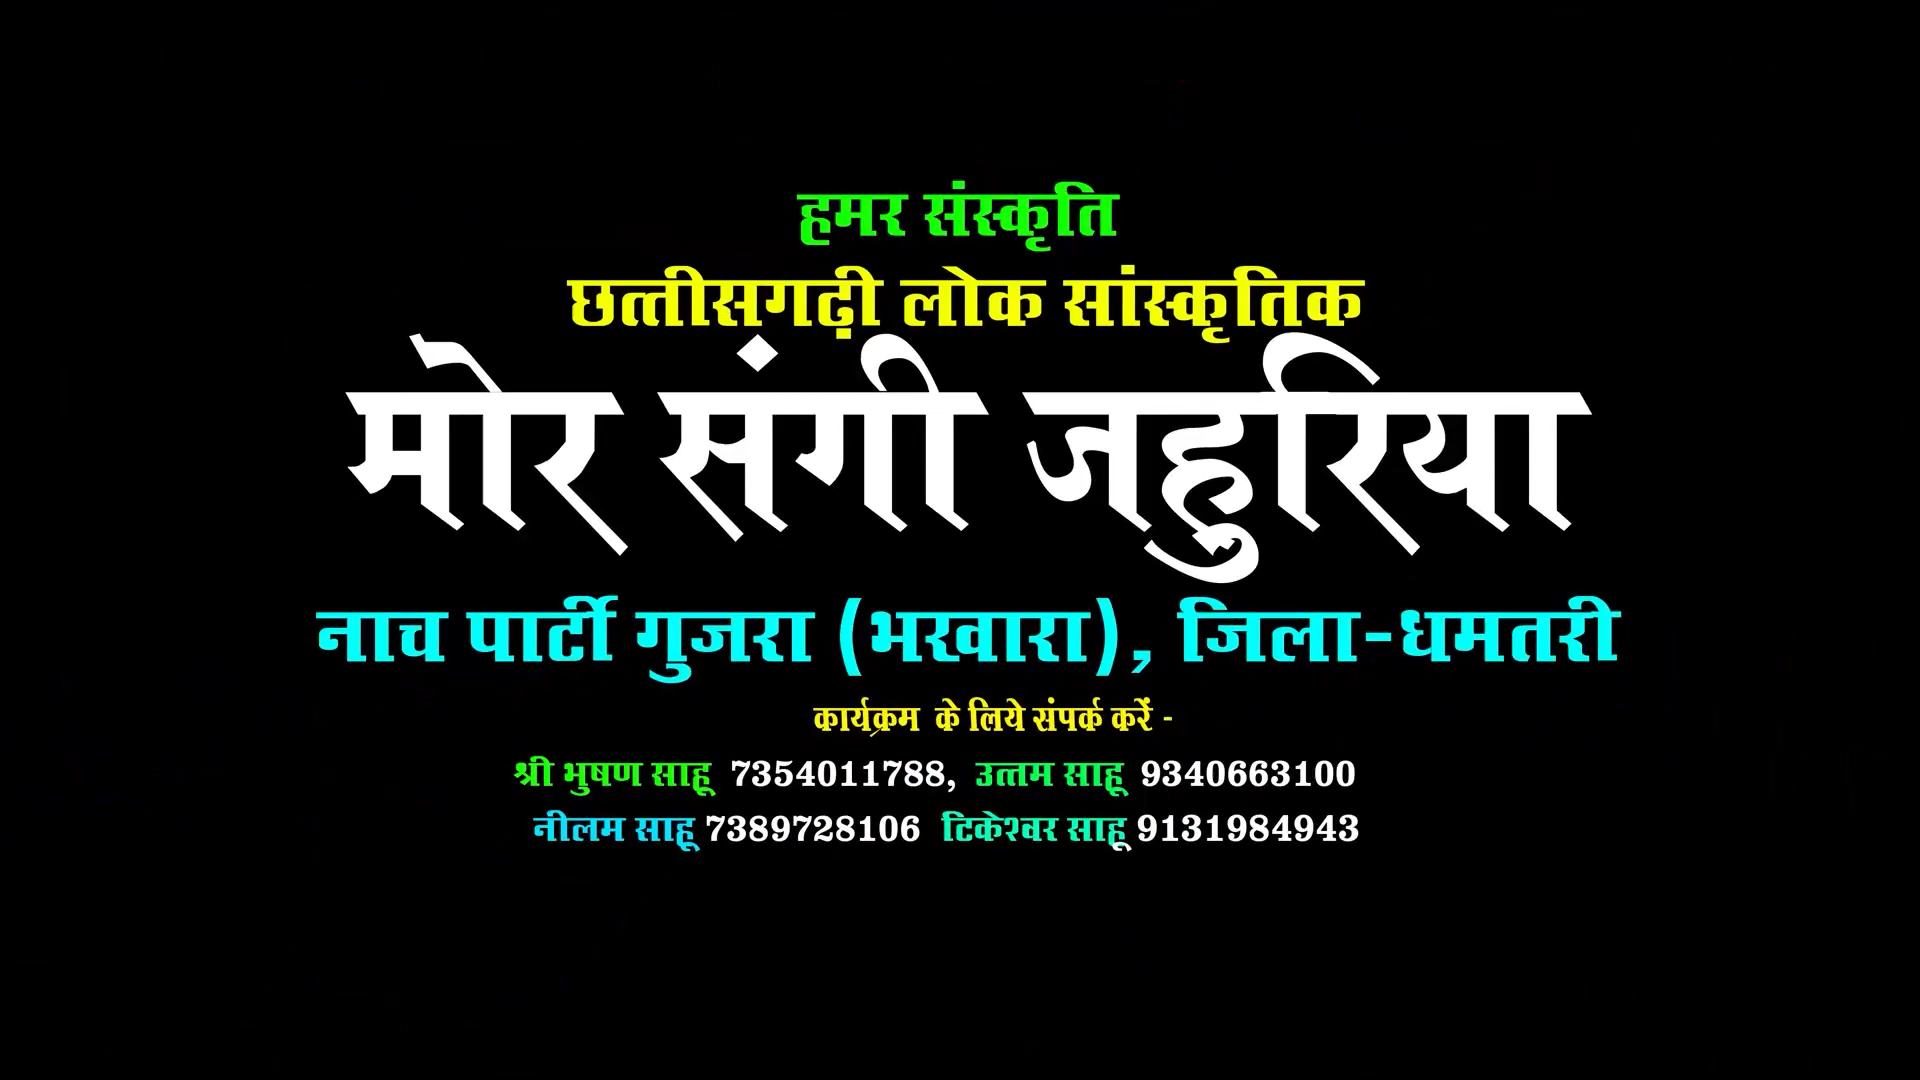 हमर संस्कृति
छत्तीसगढ़ी लोक सांस्कृतिक
मोर संगी जहुरिया
नाच पार्टी गुजरा (भखारा), जिला-धमतरी
कार्यक्रम के लिये संपर्क करें -
श्री भुषण साहू 7354011788, उत्तम साहू 9340663100
नीलम साहू 7389728106 टिकेश्वर साहू 9131984943